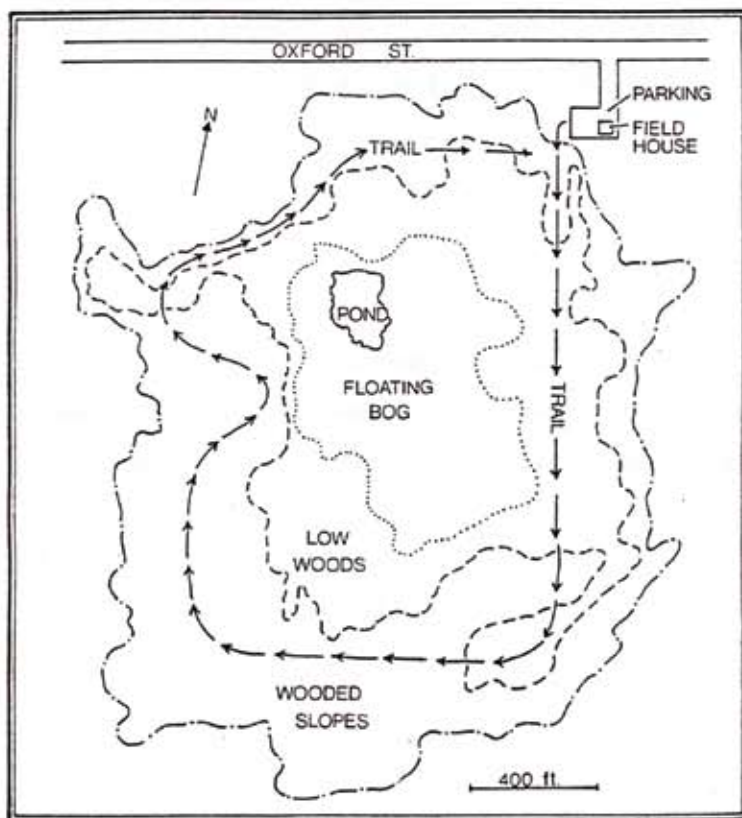 OXFORD ST.
PARKING
FIELD
HOUSE
N
TRAIL
POND
FLOATING
BOG
TRAIL
LOW
WOODS
WOODED
SLOPES
400 ft.